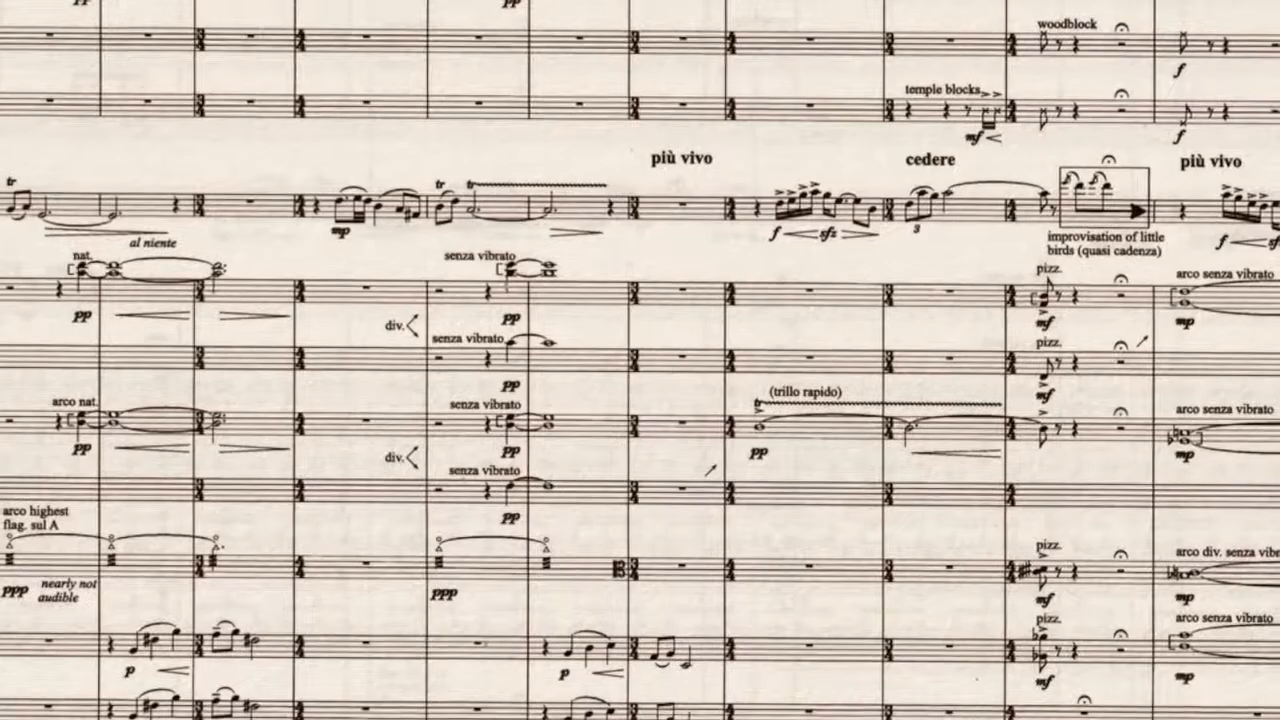 pp
pp
woodblock
f
temple blocks
mf
f
più vivo
cedere
più vivo
tr
al niente
mp
tr
tr
f
sfz
3
improvisation of little
birds (quasi cadenza)
f
sf
nat.
pp
div.
senza vibrato
pp
pizz.
mf
arco senza vibrato
mp
senza vibrato
pp
pizz.
mf
arco nat.
pp
div.
senza vibrato
pp
(trillo rapido)
tr
pp
arco senza vibrato
mp
senza vibrato
pp
arco highest
flag. sul A
ppp
nearly not
audible
ppp
pizz.
mf
arco div. senza vibr
mp
p
p
pizz.
mf
arco senza vibrato
mp